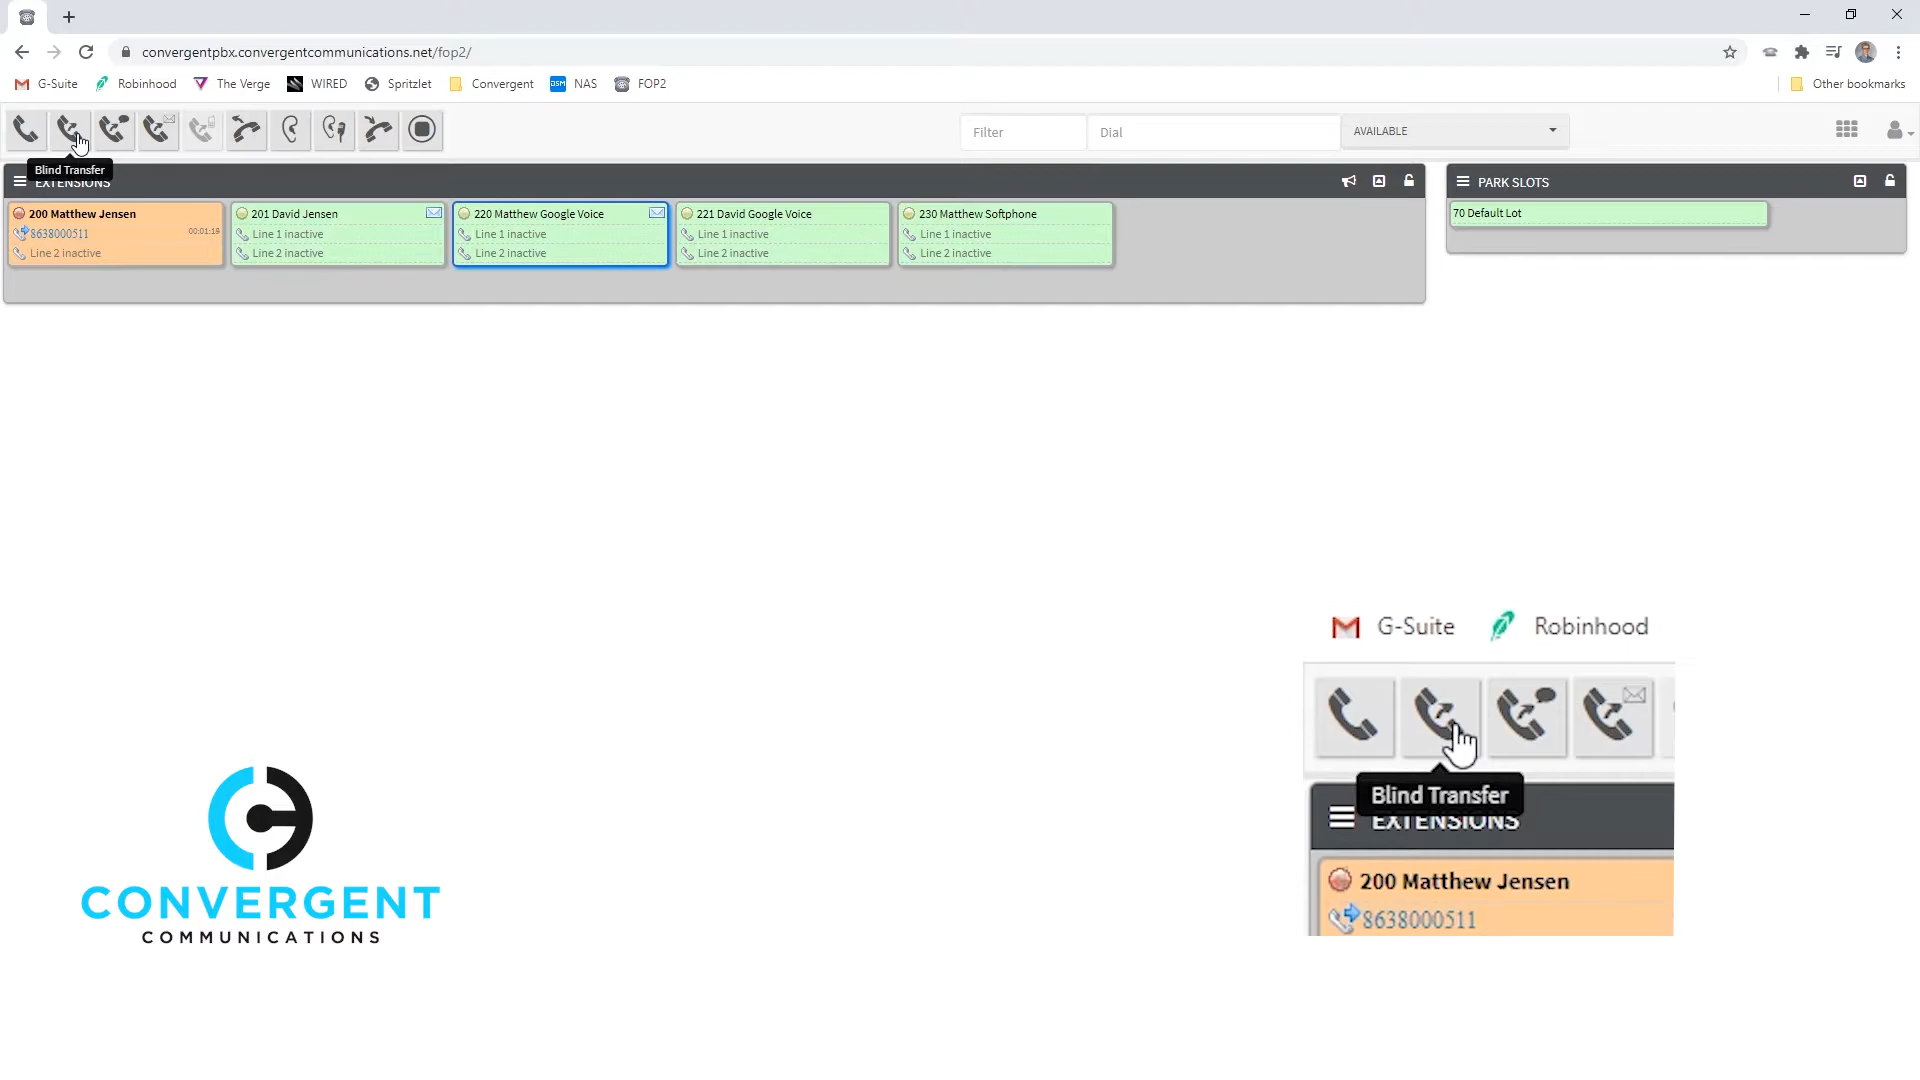 convergentpbx.convergentcommunications.net/fop2/
G-Suite
Robinhood
The Verge
WIRED
Spritzlet
Convergent
DSM
NAS
FOP2
Other bookmarks
Filter
Dial
AVAILABLE
Blind Transfer
EXTENSIONS
200 Matthew Jensen
8638000511
00:01:19
Line 2 inactive
201 David Jensen
Line 1 inactive
Line 2 inactive
220 Matthew Google Voice
Line 1 inactive
Line 2 inactive
221 David Google Voice
Line 1 inactive
Line 2 inactive
230 Matthew Softphone
Line 1 inactive
Line 2 inactive
PARK SLOTS
70 Default Lot
G-Suite
Robinhood
Blind Transfer
EXTENSIONS
200 Matthew Jensen
8638000511
CONVERGENT
COMMUNICATIONS